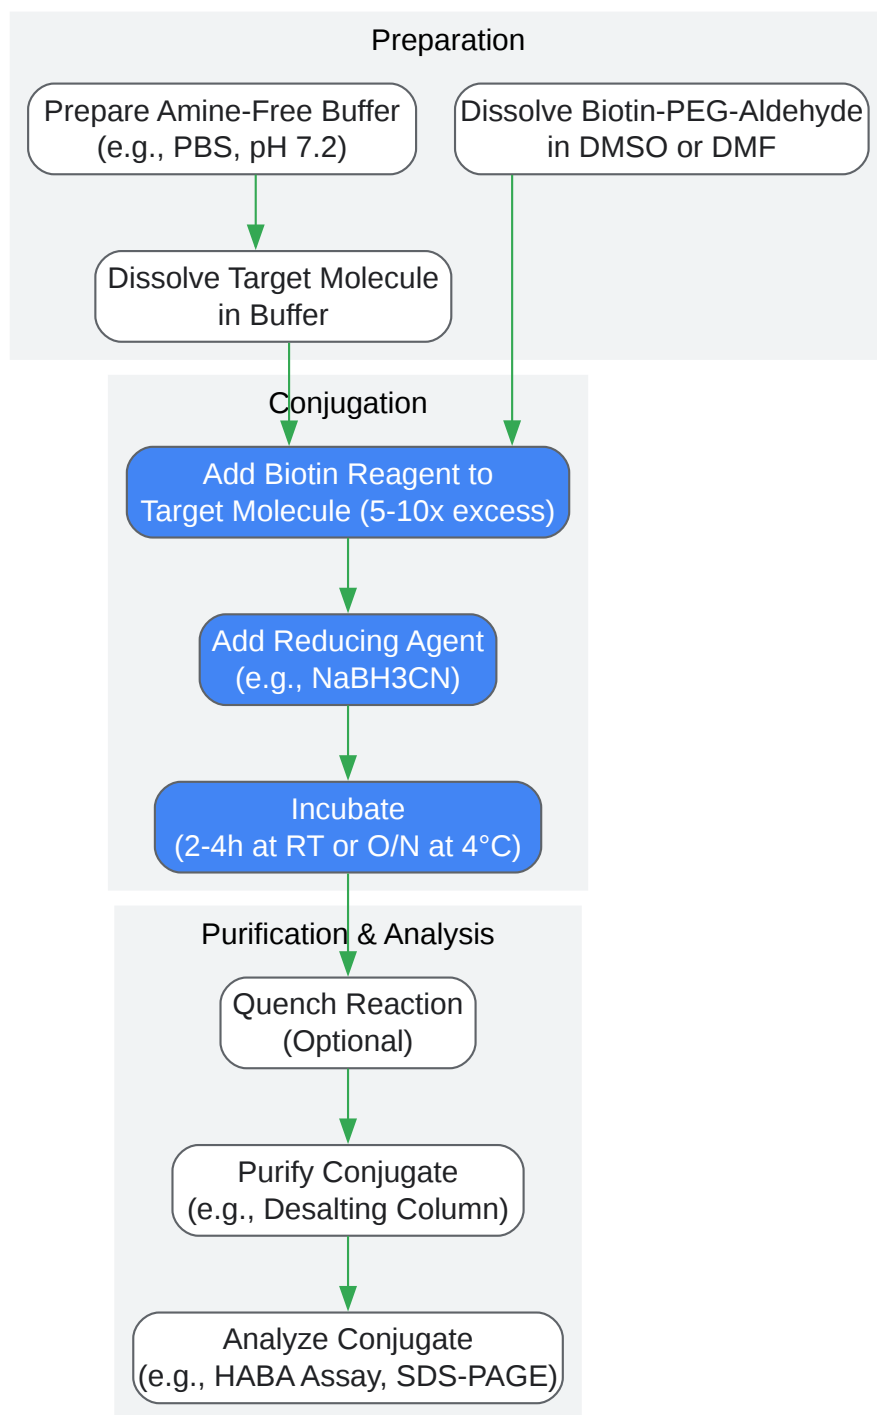 Preparation
Prepare Amine-Free Buffer
(e.g., PBS, pH 7.2)
Dissolve Biotin-PEG-Aldehyde
in DMSO or DMF
Dissolve Target Molecule
in Buffer
Conjugation
Add Biotin Reagent to
Target Molecule (5-10x excess)
Add Reducing Agent
(e.g., NaBH3CN)
Incubate
(2-4h at RT or O/N at 4°C)
Purification & Analysis
Quench Reaction
(Optional)
Purify Conjugate
(e.g., Desalting Column)
Analyze Conjugate
(e.g., HABA Assay, SDS-PAGE)